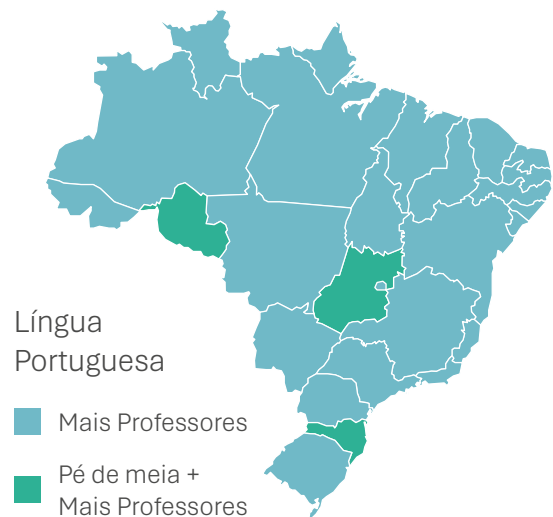 Língua
Portuguesa
Mais Professores
Pé de meia +
Mais Professores